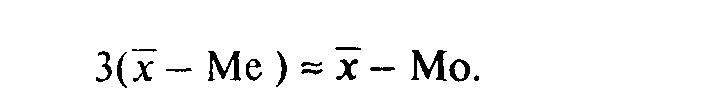 3(x̅ – Me ) ≈ x̅ – Mo.